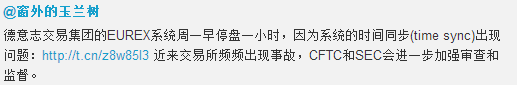 @窗外的玉兰树
德意志交易集团的EUREX系统周一早停盘一小时，因为系统的时间同步(time sync)出现
问题：http://t.cn/z8w85l3 近来交易所频频出现事故，CFTC和SEC会进一步加强审查和
监督。